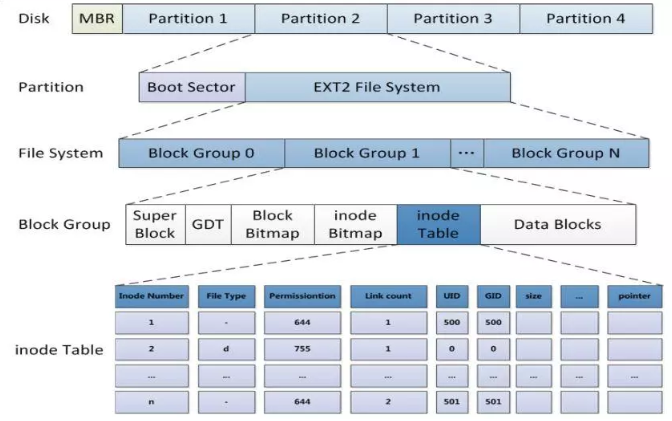 Disk MBR Partition 1 Partition 2 Partition 3 Partition 4
Partition Boot Sector EXT2 File System
File System Block Group 0 Block Group 1 ... Block Group N
Block Group Super Block GDT Block Bitmap inode Bitmap inode Table Data Blocks
Inode Number File Type Permisstiontion Link count UID GID size ... pointer
1 - 644 1 500 500
inode Table 2 d 755 1 0 0
... ... ... ... ... ... ... ... ...
n - 644 2 501 501